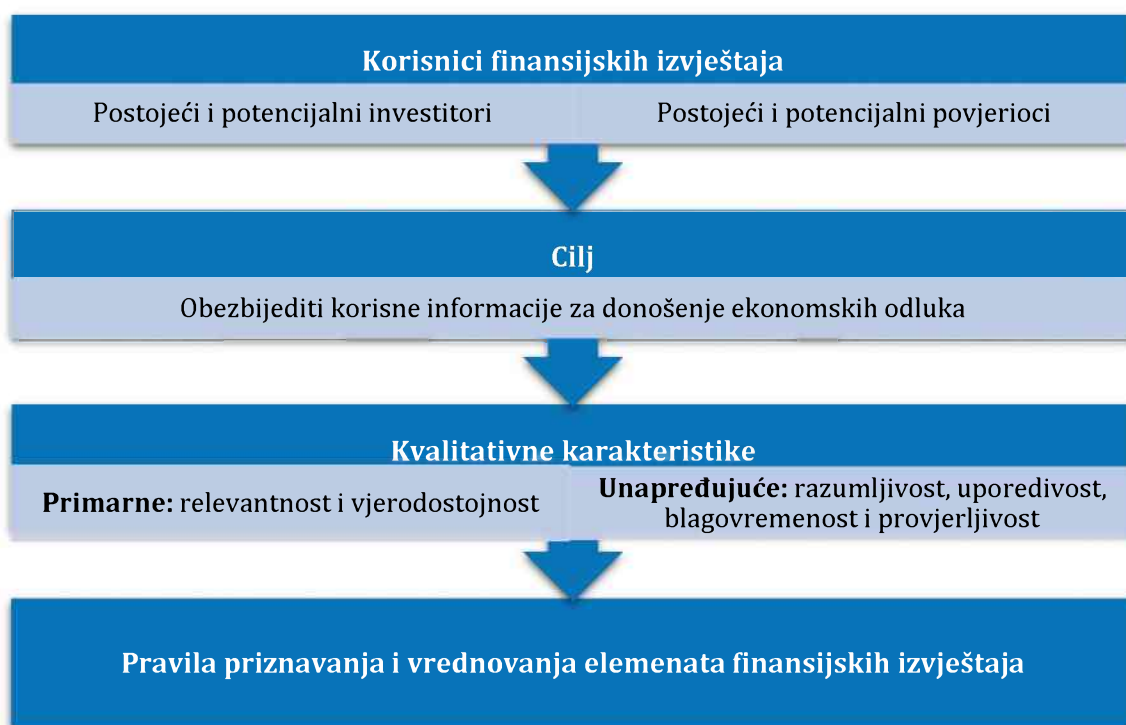 Korisnici finansijskih izvještaja
Postojeći i potencijalni investitori
Postojeći i potencijalni povjerioci
Cilj
Obezbijediti korisne informacije za donošenje ekonomskih odluka
Kvalitativne karakteristike
Primarne: relevantnost i vjerodostojnost
Unapređujuće: razumljivost, uporedivost,
blagovremenost i provjerljivost
Pravila priznavanja i vrednovanja elemenata finansijskih izvještaja